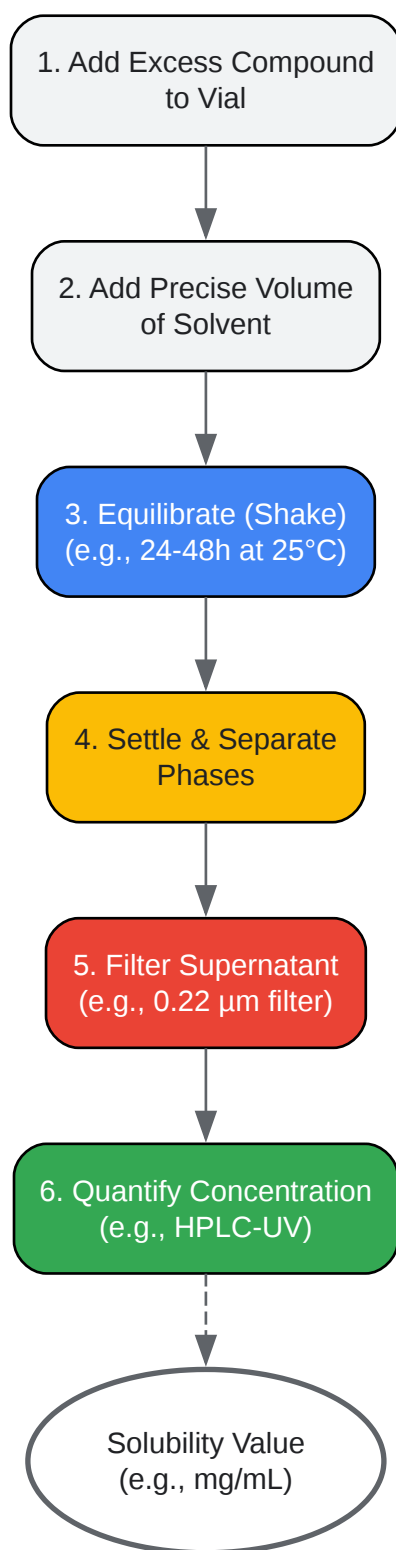 1. Add Excess Compound
to Vial
2. Add Precise Volume
of Solvent
3. Equilibrate (Shake)
(e.g., 24-48h at 25°C)
4. Settle & Separate
Phases
5. Filter Supernatant
(e.g., 0.22 µm filter)
6. Quantify Concentration
(e.g., HPLC-UV)
Solubility Value
(e.g., mg/mL)